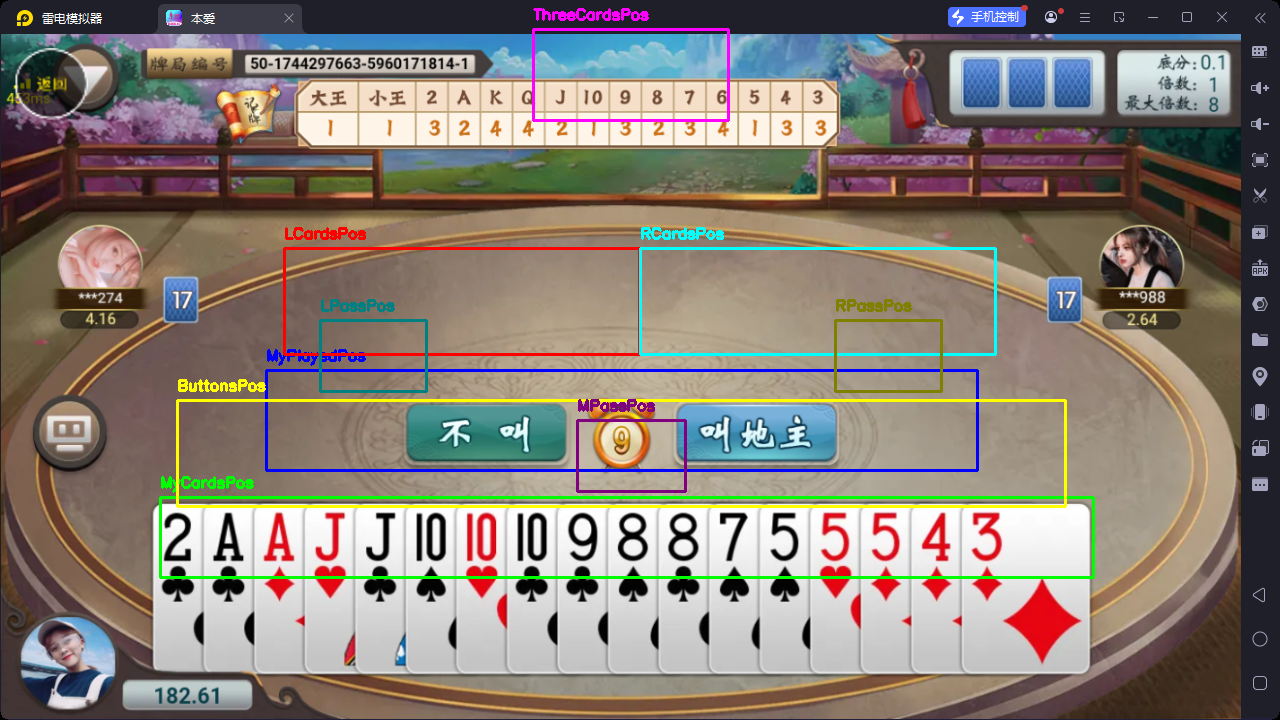 雷电模拟器
本爱
手机控制
ThreeCardsPos
返回
453ms
牌局编号
50-1744297663-5960171814-1
记牌
大王 小王 2 A K Q J 10 9 8 7 6 5 4 3
1 1 3 2 4 4 2 1 3 2 3 4 1 3 3
底分:0.1
倍数: 1
最大倍数: 8
LCardsPos
RCardsPos
***274
4.16
17
17
***988
2.64
LPassPos
RPassPos
MyPlayedPos
ButtonsPos
MPassPos
不叫
9
叫地主
MyCardsPos
2 A A J J 10 10 10 9 8 8 7 5 5 5 4 3
182.61